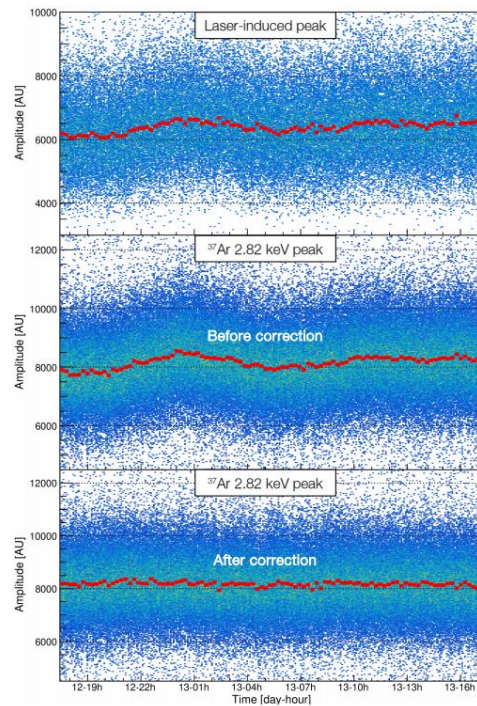 Laser-induced peak
Amplitude [AU]
10000
8000
6000
4000
³⁷Ar 2.82 keV peak
Before correction
Amplitude [AU]
12000
10000
8000
6000
³⁷Ar 2.82 keV peak
After correction
Amplitude [AU]
12000
10000
8000
6000
12-19h 12-22h 13-01h 13-04h 13-07h 13-10h 13-13h 13-16h
Time [day-hour]